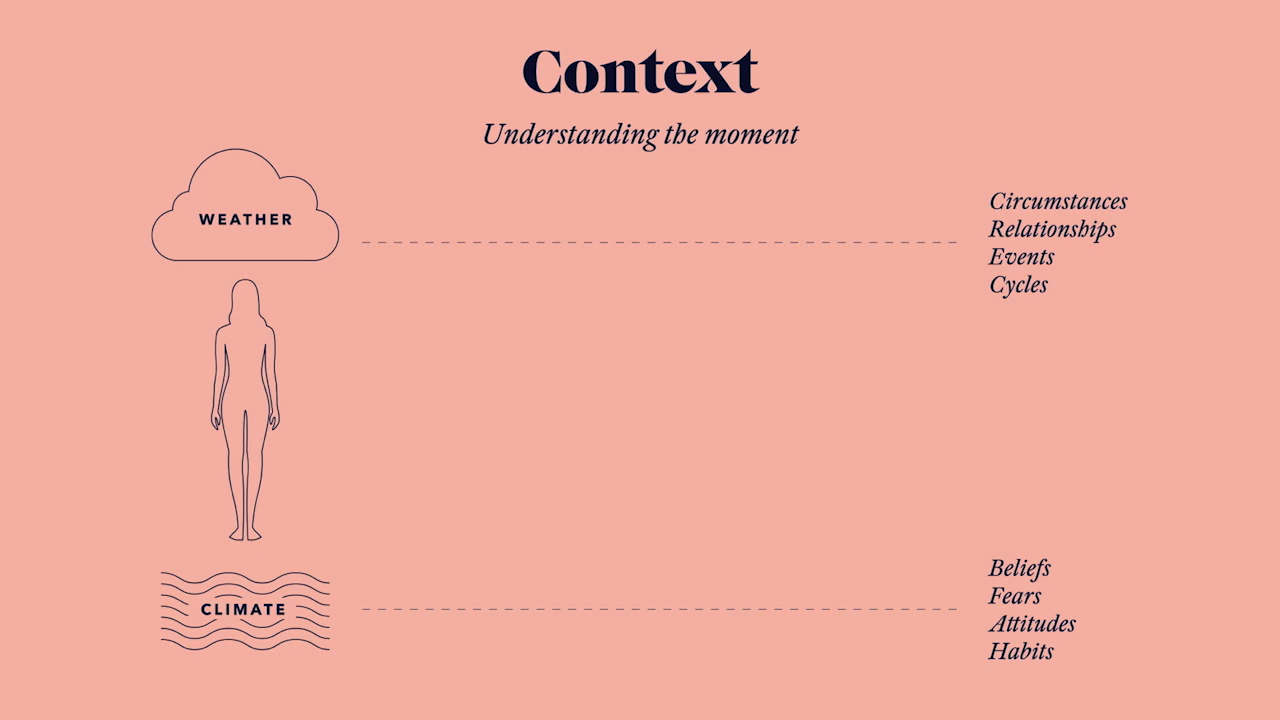 Context
Understanding the moment
WEATHER
Circumstances
Relationships
Events
Cycles
CLIMATE
Beliefs
Fears
Attitudes
Habits